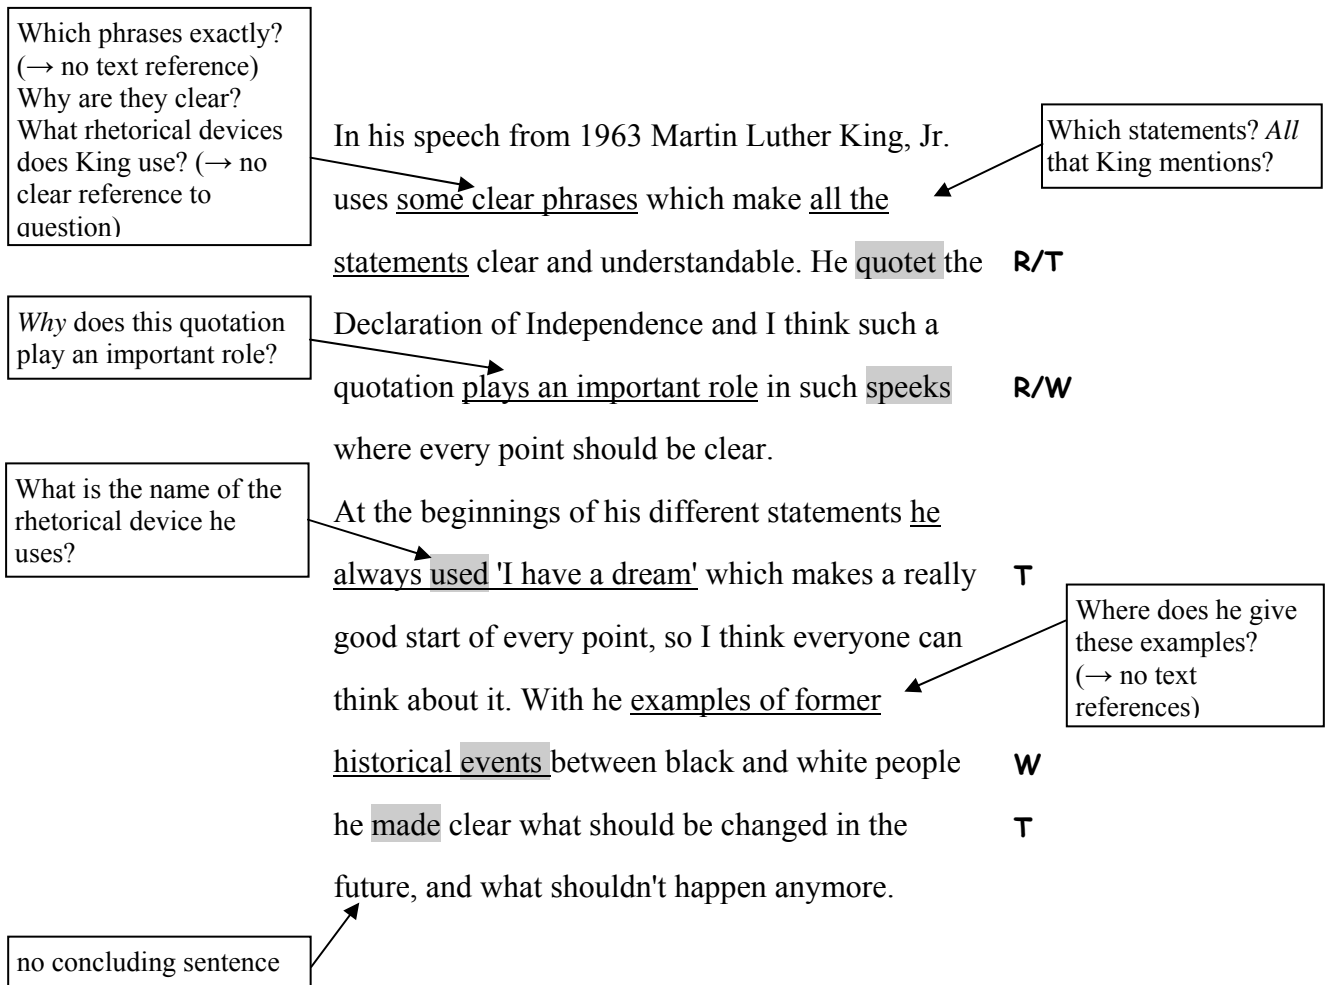 Which phrases exactly?
(→ no text reference)
Why are they clear?
What rhetorical devices
does King use? (→ no
clear reference to
question)
In his speech from 1963 Martin Luther King, Jr.
uses some clear phrases which make all the
statements clear and understandable. He quotet the R/T
Which statements? All
that King mentions?
Why does this quotation
play an important role?
Declaration of Independence and I think such a
quotation plays an important role in such speeks R/W
where every point should be clear.
What is the name of the
rhetorical device he
uses?
At the beginnings of his different statements he
always used 'I have a dream' which makes a really T
good start of every point, so I think everyone can
think about it. With he examples of former
historical events between black and white people W
he made clear what should be changed in the T
future, and what shouldn't happen anymore.
Where does he give
these examples?
(→ no text
references)
no concluding sentence